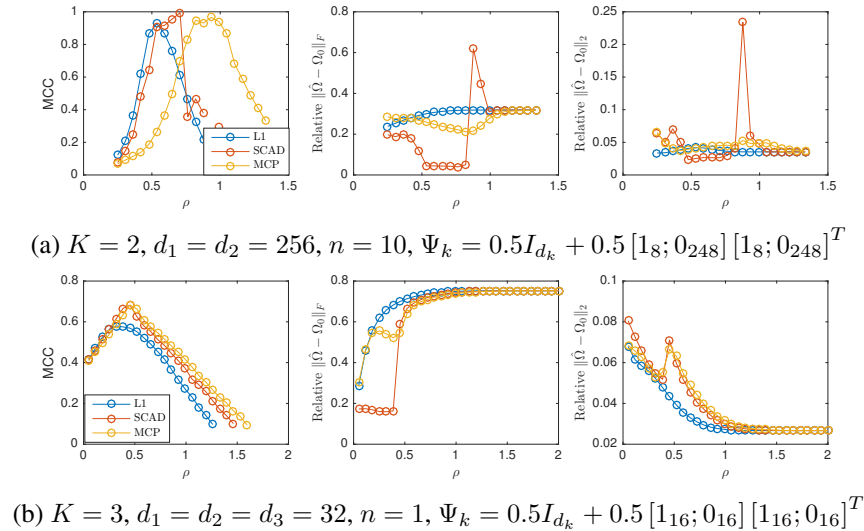 MCC
1
0.8
0.6
0.4
0.2
0
0 0.5 1 1.5
ρ
L1
SCAD
MCP
Relative ‖Ω̂ − Ω₀‖_F
0.8
0.6
0.4
0.2
0
0 0.5 1 1.5
ρ
Relative ‖Ω̂ − Ω₀‖₂
0.25
0.2
0.15
0.1
0.05
0
0 0.5 1 1.5
ρ
(a) K = 2, d₁ = d₂ = 256, n = 10, Ψₖ = 0.5I_{dₖ} + 0.5 [1₈; 0₂₄₈] [1₈; 0₂₄₈]ᵀ
MCC
0.8
0.6
0.4
0.2
0
0 0.5 1 1.5 2
ρ
L1
SCAD
MCP
Relative ‖Ω̂ − Ω₀‖_F
0.8
0.6
0.4
0.2
0
0 0.5 1 1.5 2
ρ
Relative ‖Ω̂ − Ω₀‖₂
0.1
0.08
0.06
0.04
0.02
0 0.5 1 1.5 2
ρ
(b) K = 3, d₁ = d₂ = d₃ = 32, n = 1, Ψₖ = 0.5I_{dₖ} + 0.5 [1₁₆; 0₁₆] [1₁₆; 0₁₆]ᵀ